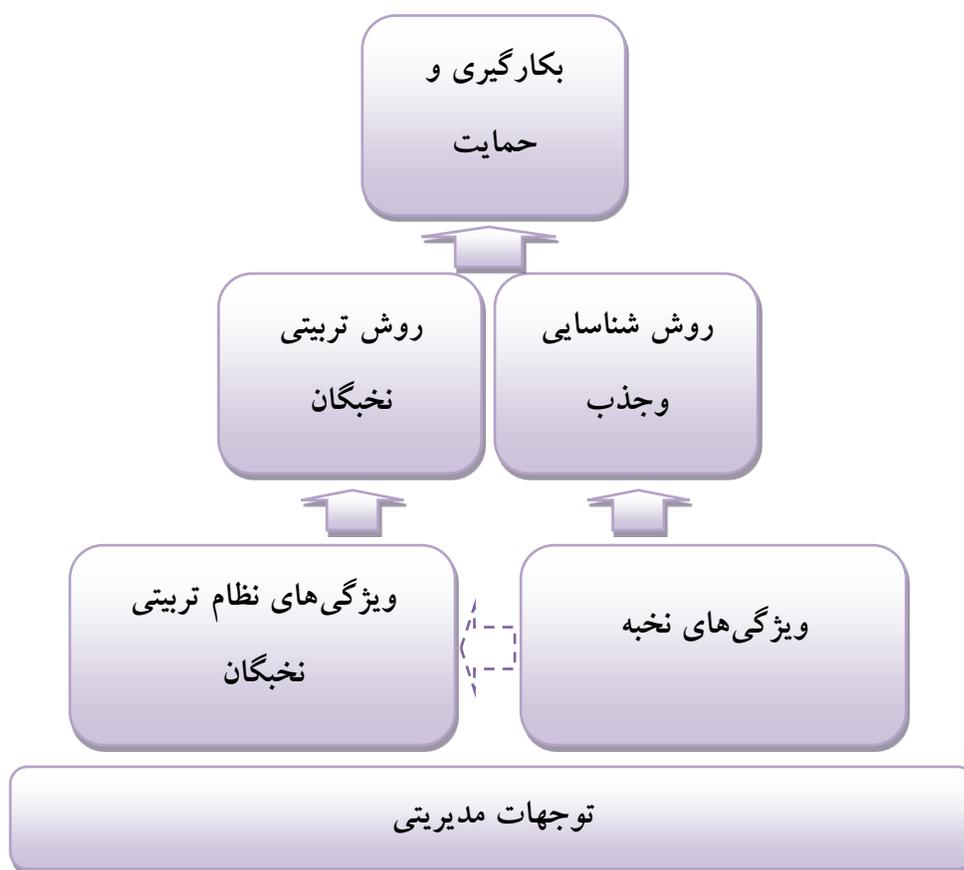 بکارگیری و
حمایت
روش شناسایی
وجذب
روش تربیتی
نخبگان
ویژگی‌های نخبه
ویژگی‌های نظام تربیتی
نخبگان
توجهات مدیریتی